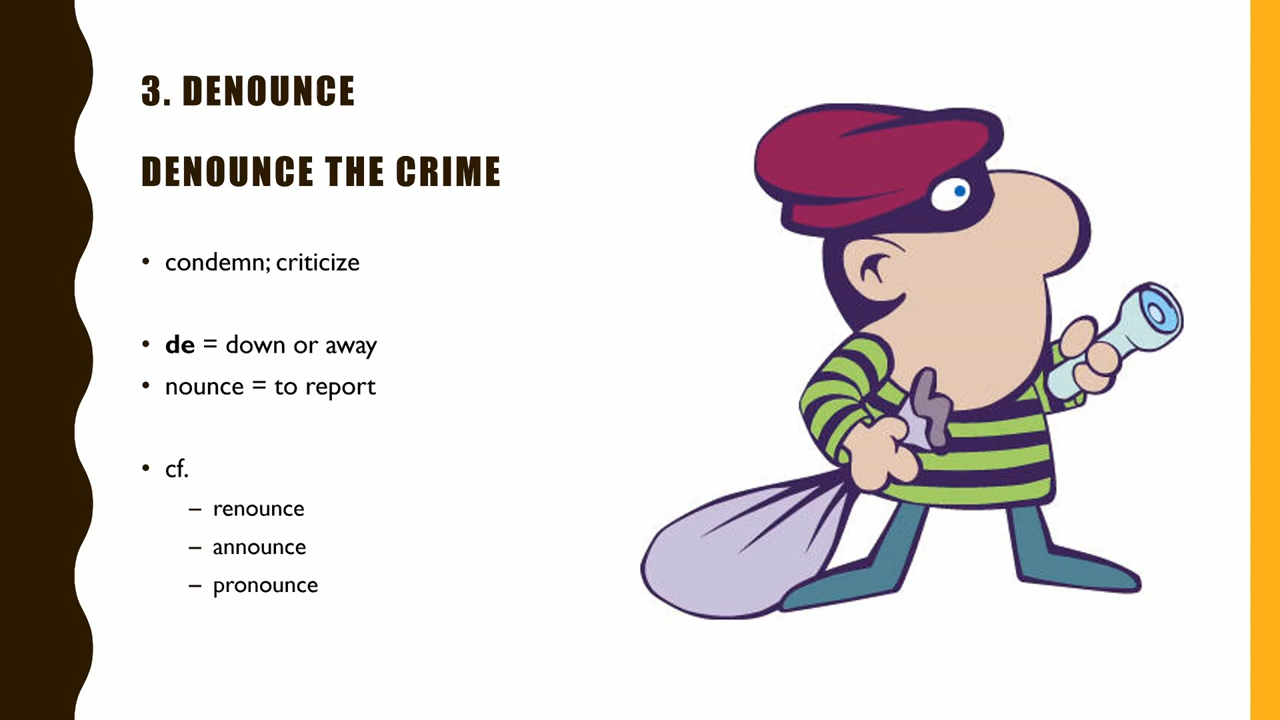 3. DENOUNCE
DENOUNCE THE CRIME
• condemn; criticize
• de = down or away
• nounce = to report
• cf.
– renounce
– announce
– pronounce